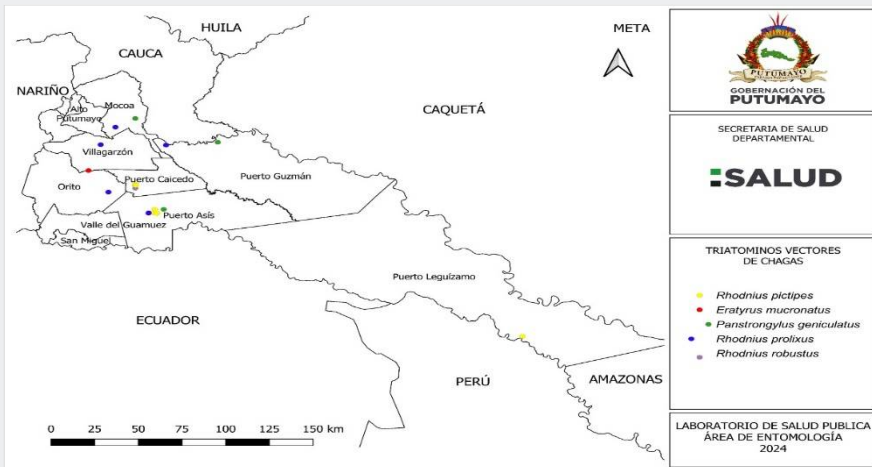 HUILA
META
CAUCA
NARIÑO
Alto
Putumayo
Mocoa
CAQUETÁ
Villagarzón
Puerto Caicedo
Puerto Guzmán
Orito
Puerto Asís
Valle del Guamuez
San Miguel
Puerto Leguízamo
ECUADOR
PERÚ
AMAZONAS
0 25 50 75 100 125 150 km
PUTUMAYO
GOBERNACIÓN DEL
PUTUMAYO
SECRETARIA DE SALUD
DEPARTAMENTAL
SALUD
TRIATOMINOS VECTORES
DE CHAGAS
Rhodnius pictipes
Eratyrus mucronatus
Panstrongylus geniculatus
Rhodnius prolixus
Rhodnius robustus
LABORATORIO DE SALUD PUBLICA
ÁREA DE ENTOMOLOGÍA
2024